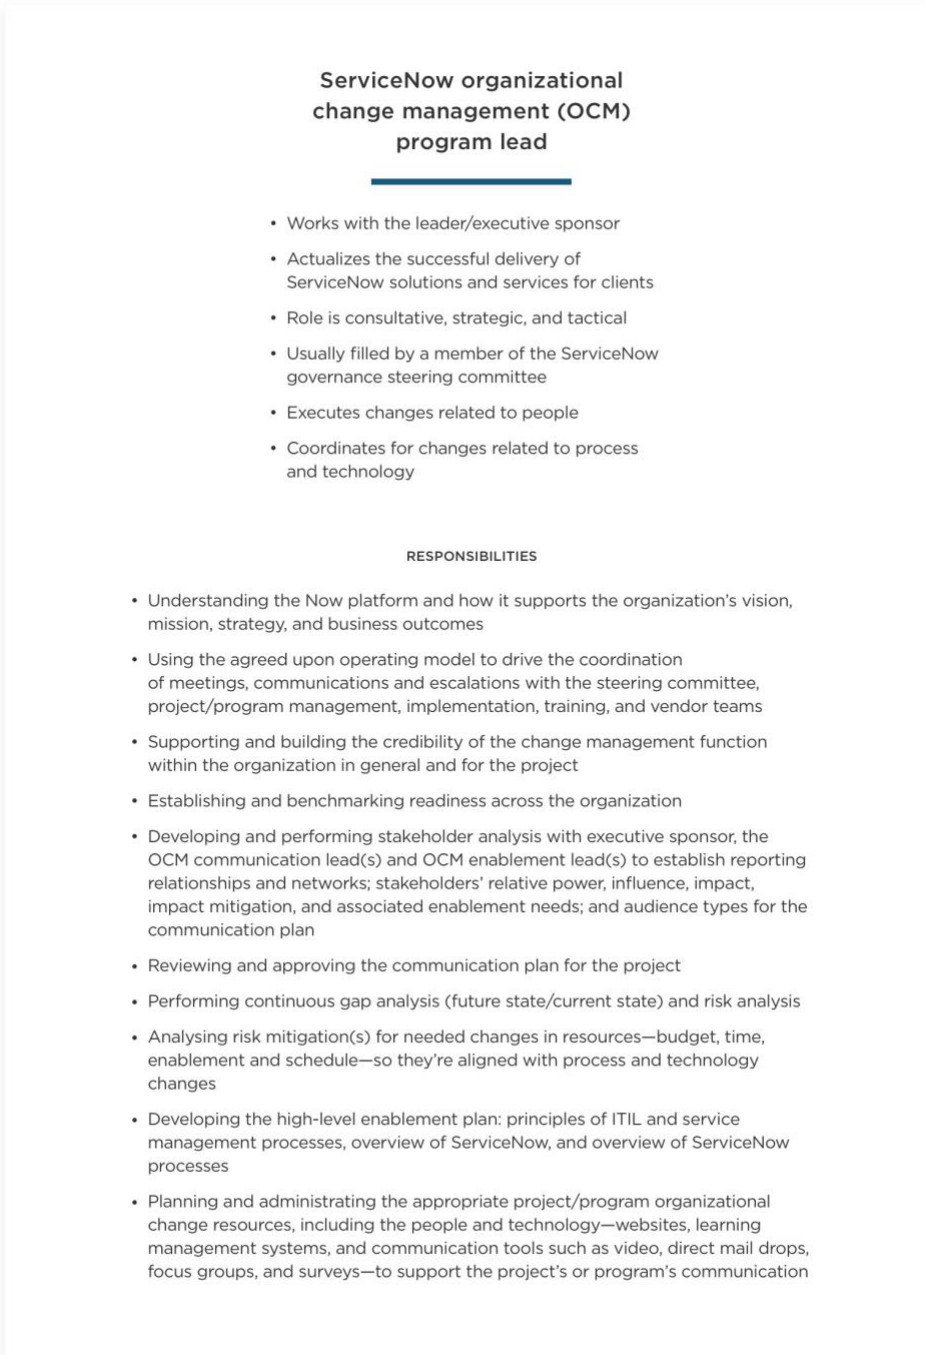 ServiceNow organizational
change management (OCM)
program lead
• Works with the leader/executive sponsor
• Actualizes the successful delivery of
ServiceNow solutions and services for clients
• Role is consultative, strategic, and tactical
• Usually filled by a member of the ServiceNow
governance steering committee
• Executes changes related to people
• Coordinates for changes related to process
and technology
RESPONSIBILITIES
• Understanding the Now platform and how it supports the organization’s vision,
mission, strategy, and business outcomes
• Using the agreed upon operating model to drive the coordination
of meetings, communications and escalations with the steering committee,
project/program management, implementation, training, and vendor teams
• Supporting and building the credibility of the change management function
within the organization in general and for the project
• Establishing and benchmarking readiness across the organization
• Developing and performing stakeholder analysis with executive sponsor, the
OCM communication lead(s) and OCM enablement lead(s) to establish reporting
relationships and networks; stakeholders’ relative power, influence, impact,
impact mitigation, and associated enablement needs; and audience types for the
communication plan
• Reviewing and approving the communication plan for the project
• Performing continuous gap analysis (future state/current state) and risk analysis
• Analysing risk mitigation(s) for needed changes in resources—budget, time,
enablement and schedule—so they’re aligned with process and technology
changes
• Developing the high-level enablement plan: principles of ITIL and service
management processes, overview of ServiceNow, and overview of ServiceNow
processes
• Planning and administrating the appropriate project/program organizational
change resources, including the people and technology—websites, learning
management systems, and communication tools such as video, direct mail drops,
focus groups, and surveys—to support the project’s or program’s communication